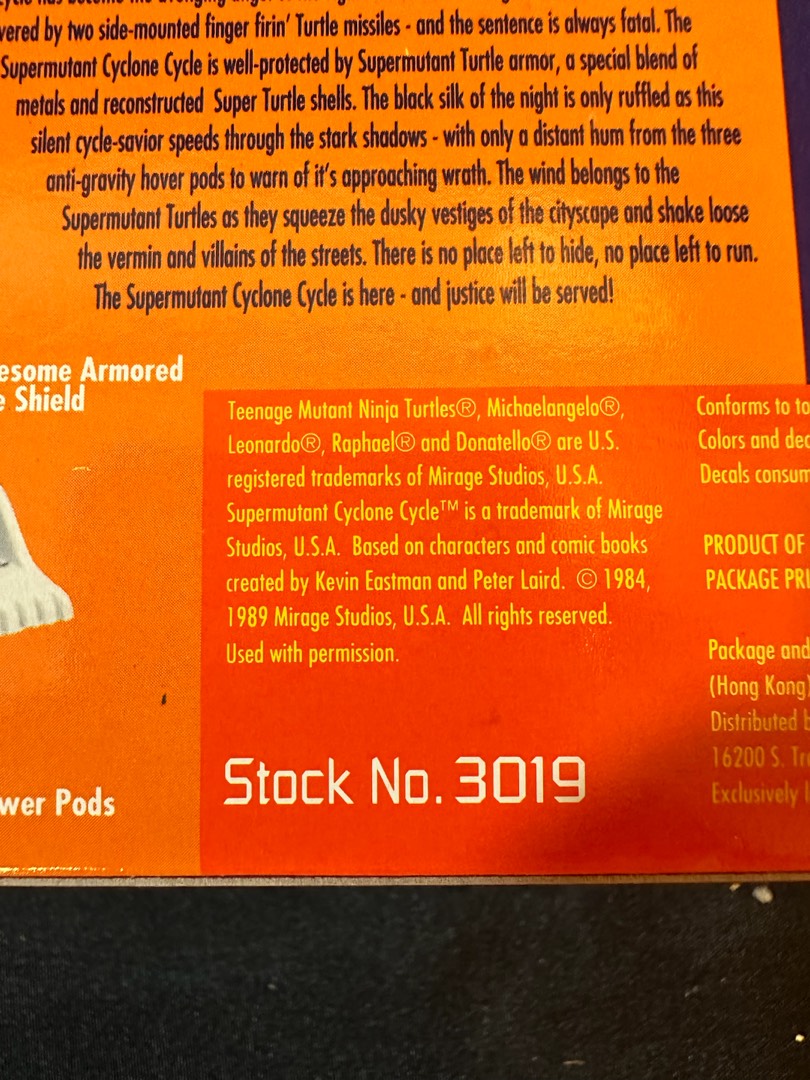 vered by two side-mounted finger firin' Turtle missiles - and the sentence is always fatal. The
Supermutant Cyclone Cycle is well-protected by Supermutant Turtle armor, a special blend of
metals and reconstructed Super Turtle shells. The black silk of the night is only ruffled as this
silent cycle-savior speeds through the stark shadows - with only a distant hum from the three
anti-gravity hover pods to warn of it's approaching wrath. The wind belongs to the
Supermutant Turtles as they squeeze the dusky vestiges of the cityscape and shake loose
the vermin and villains of the streets. There is no place left to hide, no place left to run.
The Supermutant Cyclone Cycle is here - and justice will be served!
esome Armored
e Shield
wer Pods
Teenage Mutant Ninja Turtles®, Michaelangelo®,
Leonardo®, Raphael® and Donatello® are U.S.
registered trademarks of Mirage Studios, U.S.A.
Supermutant Cyclone Cycle™ is a trademark of Mirage
Studios, U.S.A. Based on characters and comic books
created by Kevin Eastman and Peter Laird. © 1984,
1989 Mirage Studios, U.S.A. All rights reserved.
Used with permission.
Stock No. 3019
Conforms to to
Colors and dec
Decals consum
PRODUCT OF
PACKAGE PRI
Package and
(Hong Kong)
Distributed b
16200 S. Tr
Exclusively l